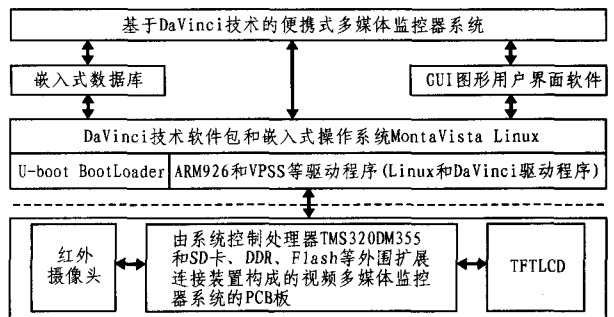 基于DaVinci技术的便携式多媒体监控器系统
嵌入式数据库
GUI图形用户界面软件
DaVinci技术软件包和嵌入式操作系统MontaVista Linux
U-boot BootLoader
ARM926和VPSS等驱动程序(Linux和DaVinci驱动程序)
红外
摄像头
由系统控制处理器TMS320DM355
和SD卡、DDR、Flash等外围扩展
连接装置构成的视频多媒体监控
器系统的PCB板
TFTLCD